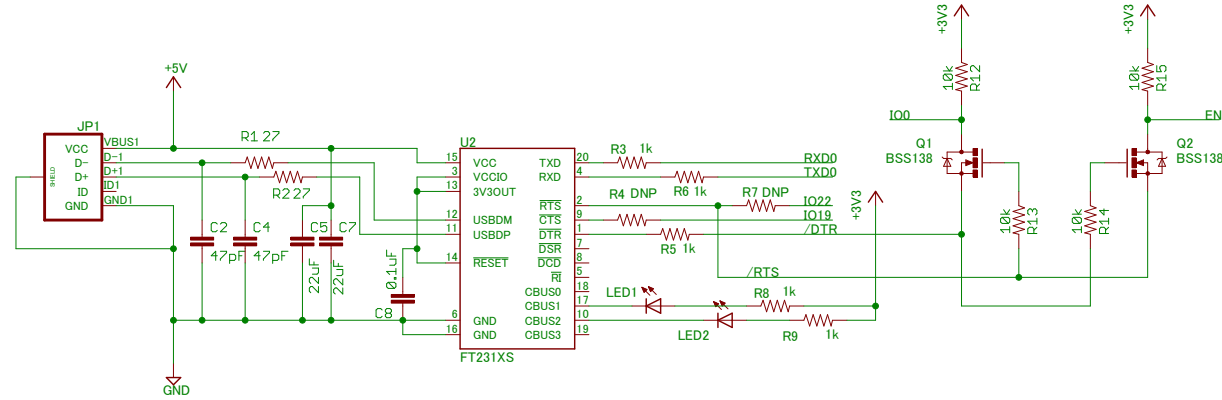 +3V3
+3V3
10k
R12
10k
R15
+5V
IO0
EN
JP1
VBUS1
VCC
D-1
D-
D+1
D+
ID1
ID
GND1
GND
SHIELD
R1 27
R2 27
U2
15
VCC
3
VCCIO
13
3V3OUT
12
USBDM
11
USBDP
14
RESET
6
GND
16
GND
TXD
20
RXD
4
RTS
2
CTS
9
DTR
1
DSR
7
DCD
8
RI
5
CBUS0
18
CBUS1
17
CBUS2
10
CBUS3
19
FT231XS
R3 1k
RXD0
TXD0
R6 1k
R4 DNP
R7 DNP
IO22
IO19
/DTR
R5 1k
+3V3
/RTS
Q1
BSS138
Q2
BSS138
10k
R13
10k
R14
C2
47pF
C4
47pF
C5
22uF
C7
22uF
0.1uF
C8
LED1
R8 1k
LED2
R9 1k
GND